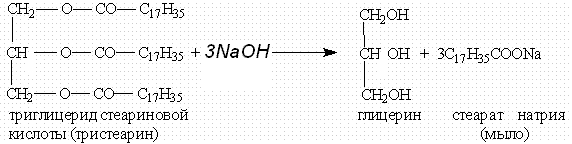 CH₂ — O — CO — C₁₇H₃₅
CH₂OH
CH — O — CO — C₁₇H₃₅ + 3NaOH → CH OH + 3C₁₇H₃₅COONa
CH₂ — O — CO — C₁₇H₃₅
CH₂OH
триглицерид стеариновой глицерин стеарат натрия
кислоты (тристеарин) (мыло)